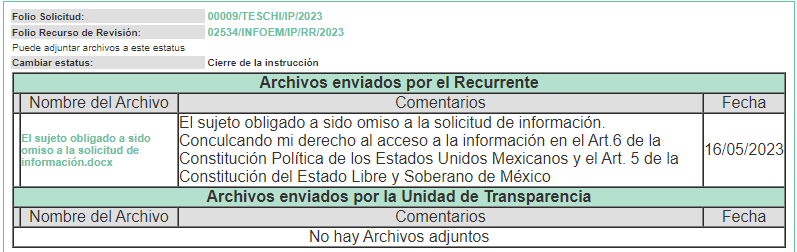 Folio Solicitud: 00009/TESCHI/IP/2023
Folio Recurso de Revisión: 02534/INFOEM/IP/RR/2023
Puede adjuntar archivos a este estatus
Cambiar estatus: Cierre de la instrucción
Archivos enviados por el Recurrente
Nombre del Archivo Comentarios Fecha
El sujeto obligado a sido
omiso a la solicitud de
información.docx
El sujeto obligado a sido omiso a la solicitud de información.
Conculcando mi derecho al acceso a la información en el Art.6 de la
Constitución Política de los Estados Unidos Mexicanos y el Art. 5 de la
Constitución del Estado Libre y Soberano de México
16/05/2023
Archivos enviados por la Unidad de Transparencia
Nombre del Archivo Comentarios Fecha
No hay Archivos adjuntos